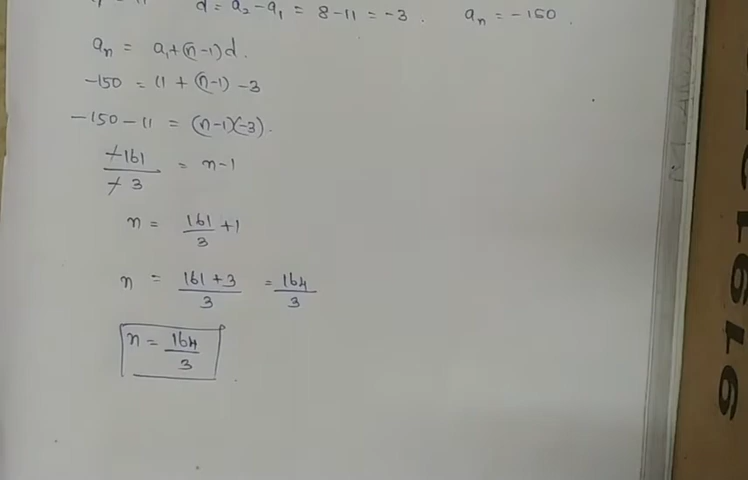 d = a₂ - a₁ = 8 - 11 = -3. aₙ = -150.
aₙ = a₁ + (n-1)d.
-150 = 11 + (n-1) -3
-150 - 11 = (n-1)(-3).
-161/-3 = n-1
n = 161/3 + 1
n = 161+3/3 = 164/3
n = 164/3
9191